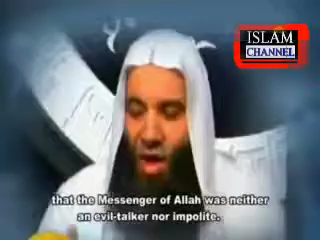 ISLAM
CHANNEL
that the Messenger of Allah was neither
an evil-talker nor impolite.